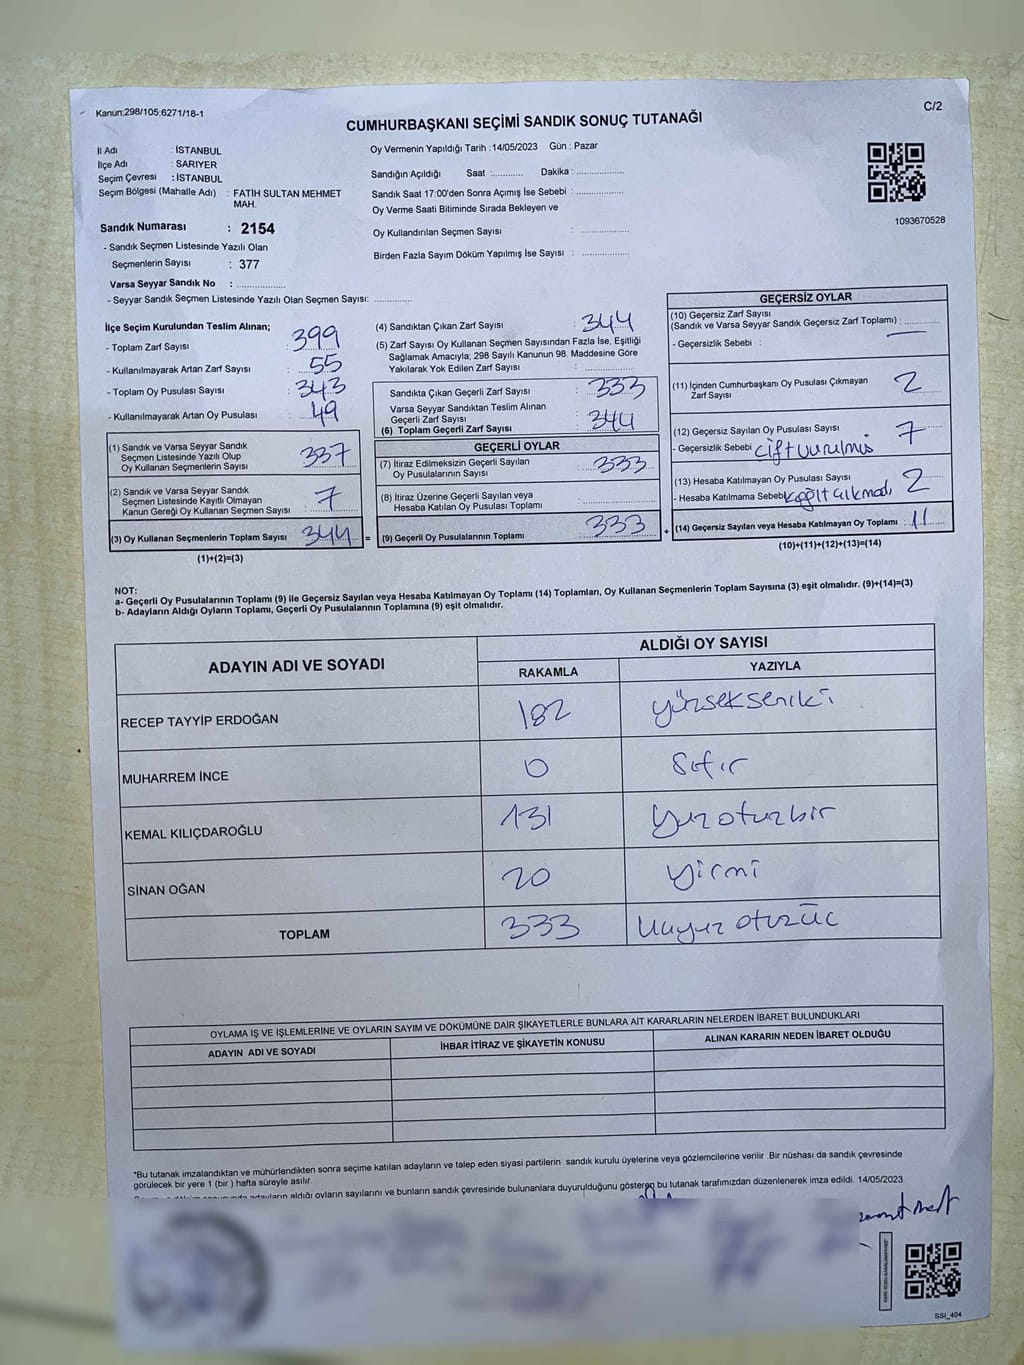 Kanun:298/105;6271/18-1
C/2
CUMHURBAŞKANI SEÇİMİ SANDIK SONUÇ TUTANAĞI
İl Adı : İSTANBUL
İlçe Adı : SARIYER
Seçim Çevresi : İSTANBUL
Seçim Bölgesi (Mahalle Adı) : FATİH SULTAN MEHMET
MAH.
Sandık Numarası : 2154
- Sandık Seçmen Listesinde Yazılı Olan
Seçmenlerin Sayısı : 377
Varsa Seyyar Sandık No : ................
- Seyyar Sandık Seçmen Listesinde Yazılı Olan Seçmen Sayısı: ............
Oy Vermenin Yapıldığı Tarih :14/05/2023 Gün : Pazar
Sandığın Açıldığı Saat :.......... Dakika : ..............
Sandık Saat 17:00'den Sonra Açımış İse Sebebi : ..............
Oy Verme Saati Bitiminde Sırada Bekleyen ve
Oy Kullandırılan Seçmen Sayısı : ..............
Birden Fazla Sayım Döküm Yapılmış İse Sayısı : ..............
1093670528
İlçe Seçim Kurulundan Teslim Alınan;
- Toplam Zarf Sayısı : 399
- Kullanılmayarak Artan Zarf Sayısı : 55
- Toplam Oy Pusulası Sayısı : 343
- Kullanılmayarak Artan Oy Pusulası : 49
(1) Sandık ve Varsa Seyyar Sandık
Seçmen Listesinde Yazılı Olup
Oy Kullanan Seçmenlerin Sayısı : 337
(2) Sandık ve Varsa Seyyar Sandık
Seçmen Listesinde Kayıtlı Olmayan
Kanun Gereği Oy Kullanan Seçmen Sayısı : 7
(3) Oy Kullanan Seçmenlerin Toplam Sayısı : 344 =
(1)+(2)=(3)
(4) Sandıktan Çıkan Zarf Sayısı : 344
(5) Zarf Sayısı Oy Kullanan Seçmen Sayısından Fazla İse, Eşitliği
Sağlamak Amacıyla; 298 Sayılı Kanunun 98. Maddesine Göre
Yakılarak Yok Edilen Zarf Sayısı : ..............
Sandıkta Çıkan Geçerli Zarf Sayısı : 333
Varsa Seyyar Sandıktan Teslim Alınan
Geçerli Zarf Sayısı
(6) Toplam Geçerli Zarf Sayısı : 344
GEÇERLİ OYLAR
(7) İtiraz Edilmeksizin Geçerli Sayılan
Oy Pusulalarının Sayısı : 333
(8) İtiraz Üzerine Geçerli Sayılan veya
Hesaba Katılan Oy Pusulası Toplamı : ..............
(9) Geçerli Oy Pusulalarının Toplamı : 333 +
GEÇERSİZ OYLAR
(10) Geçersiz Zarf Sayısı
(Sandık ve Varsa Seyyar Sandık Geçersiz Zarf Toplamı) : ............
- Geçersizlik Sebebi : —
(11) İçinden Cumhurbaşkanı Oy Pusulası Çıkmayan
Zarf Sayısı 2
(12) Geçersiz Sayılan Oy Pusulası Sayısı 7
- Geçersizlik Sebebi çift vurulmis
(13) Hesaba Katılmayan Oy Pusulası Sayısı 2
- Hesaba Katılmama Sebebi kağıt çıkmadı
(14) Geçersiz Sayılan veya Hesaba Katılmayan Oy Toplamı : 11
(10)+(11)+(12)+(13)=(14)
NOT:
a- Geçerli Oy Pusulalarının Toplamı (9) ile Geçersiz Sayılan veya Hesaba Katılmayan Oy Toplamı (14) Toplamları, Oy Kullanan Seçmenlerin Toplam Sayısına (3) eşit olmalıdır. (9)+(14)=(3)
b- Adayların Aldığı Oyların Toplamı, Geçerli Oy Pusulalarının Toplamına (9) eşit olmalıdır.
ADAYIN ADI VE SOYADI ALDIĞI OY SAYISI
RAKAMLA YAZIYLA
RECEP TAYYİP ERDOĞAN 182 yüzsekseniki
MUHARREM İNCE 0 Sıfır
KEMAL KILIÇDAROĞLU 131 yuzotuzbir
SİNAN OĞAN 20 yirmi
TOPLAM 333 Uuyuz otuzüc
OYLAMA İŞ VE İŞLEMLERİNE VE OYLARIN SAYIM VE DÖKÜMÜNE DAİR ŞİKAYETLERLE BUNLARA AİT KARARLARIN NELERDEN İBARET BULUNDUKLARI
ADAYIN ADI VE SOYADI İHBAR İTİRAZ VE ŞİKAYETİN KONUSU ALINAN KARARIN NEDEN İBARET OLDUĞU
*Bu tutanak imzalandıktan ve mühürlendikten sonra seçime katılan adayların ve talep eden siyasi partilerin sandık kurulu üyelerine veya gözlemcilerine verilir .Bir nüshası da sandık çevresinde
görülecek bir yere 1 (bir ) hafta süreyle asılır.
adayların aldığı oyların sayılarını ve bunların sandık çevresinde bulunanlara duyurulduğunu gösteren bu tutanak tarafımızdan düzenlenerek imza edildi. 14/05/2023
SSİ_404